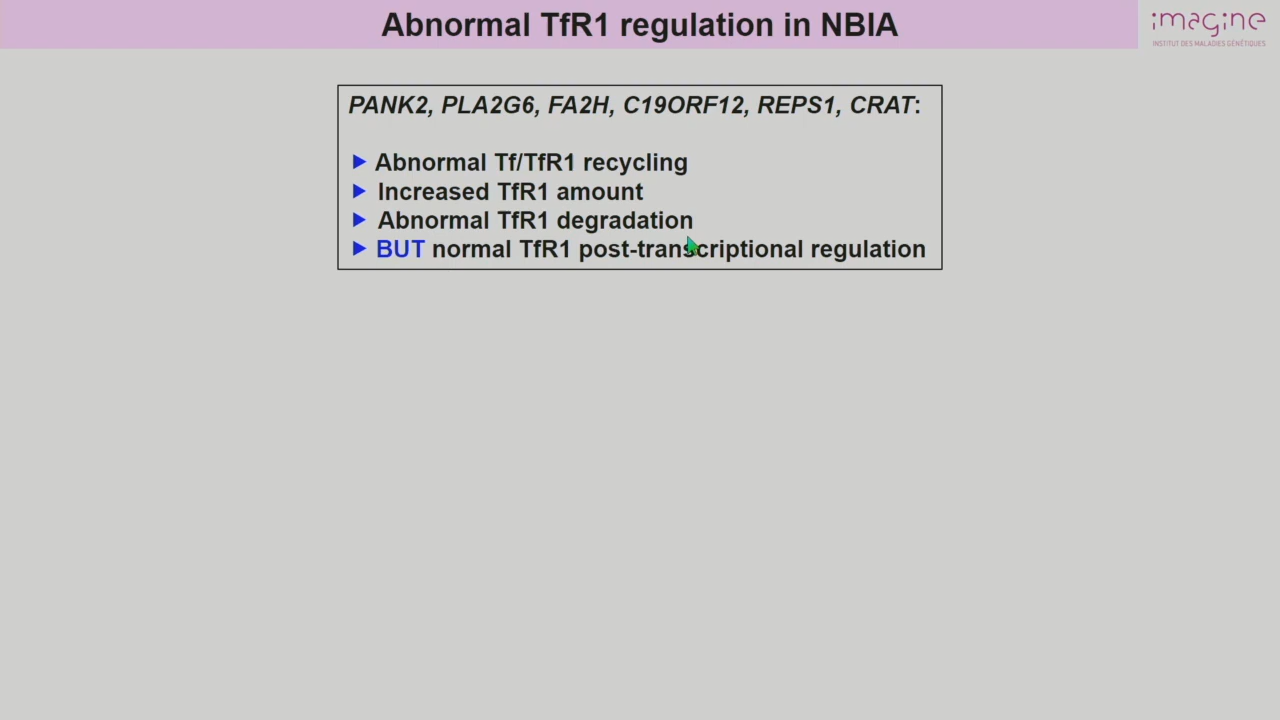 Abnormal TfR1 regulation in NBIA
imagine
INSTITUT DES MALADIES GÉNÉTIQUES
PANK2, PLA2G6, FA2H, C19ORF12, REPS1, CRAT:
Abnormal Tf/TfR1 recycling
Increased TfR1 amount
Abnormal TfR1 degradation
BUT normal TfR1 post-transcriptional regulation